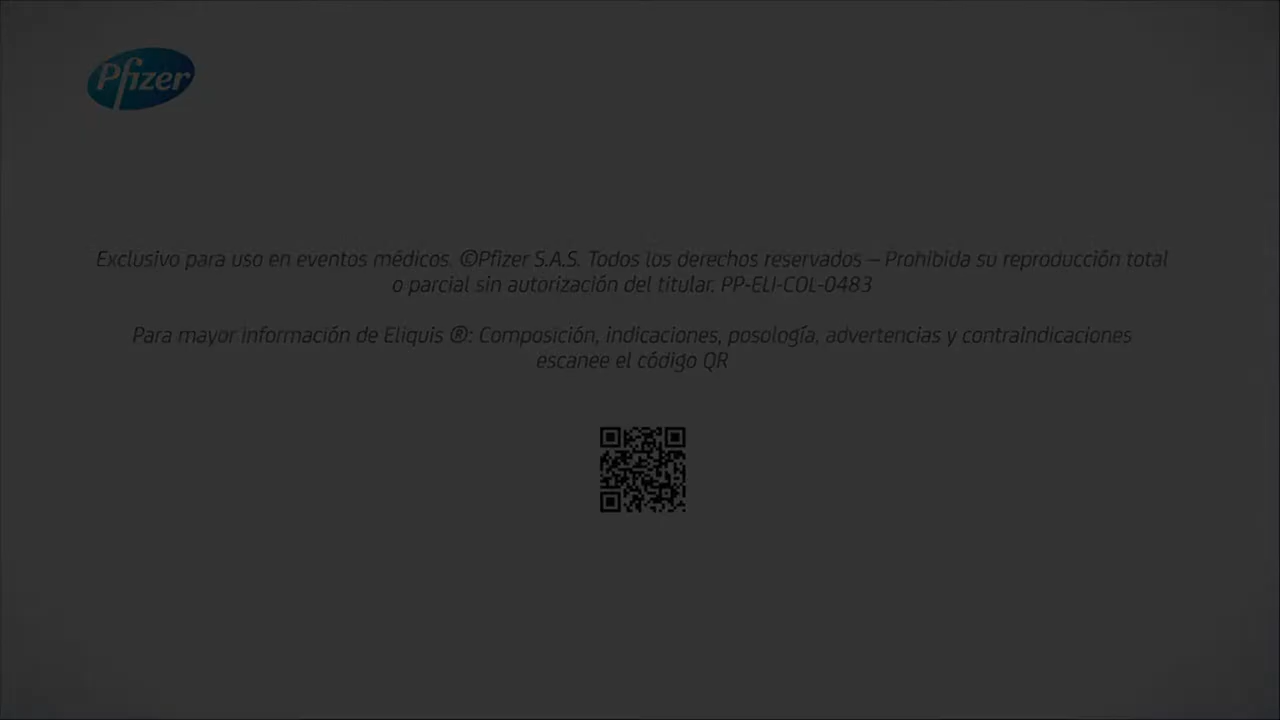 Pfizer
Exclusivo para uso en eventos médicos. ©Pfizer S.A.S. Todos los derechos reservados – Prohibida su reproducción total
o parcial sin autorización del titular. PP-ELI-COL-0483
Para mayor información de Eliquis ®: Composición, indicaciones, posología, advertencias y contraindicaciones
escanee el código QR